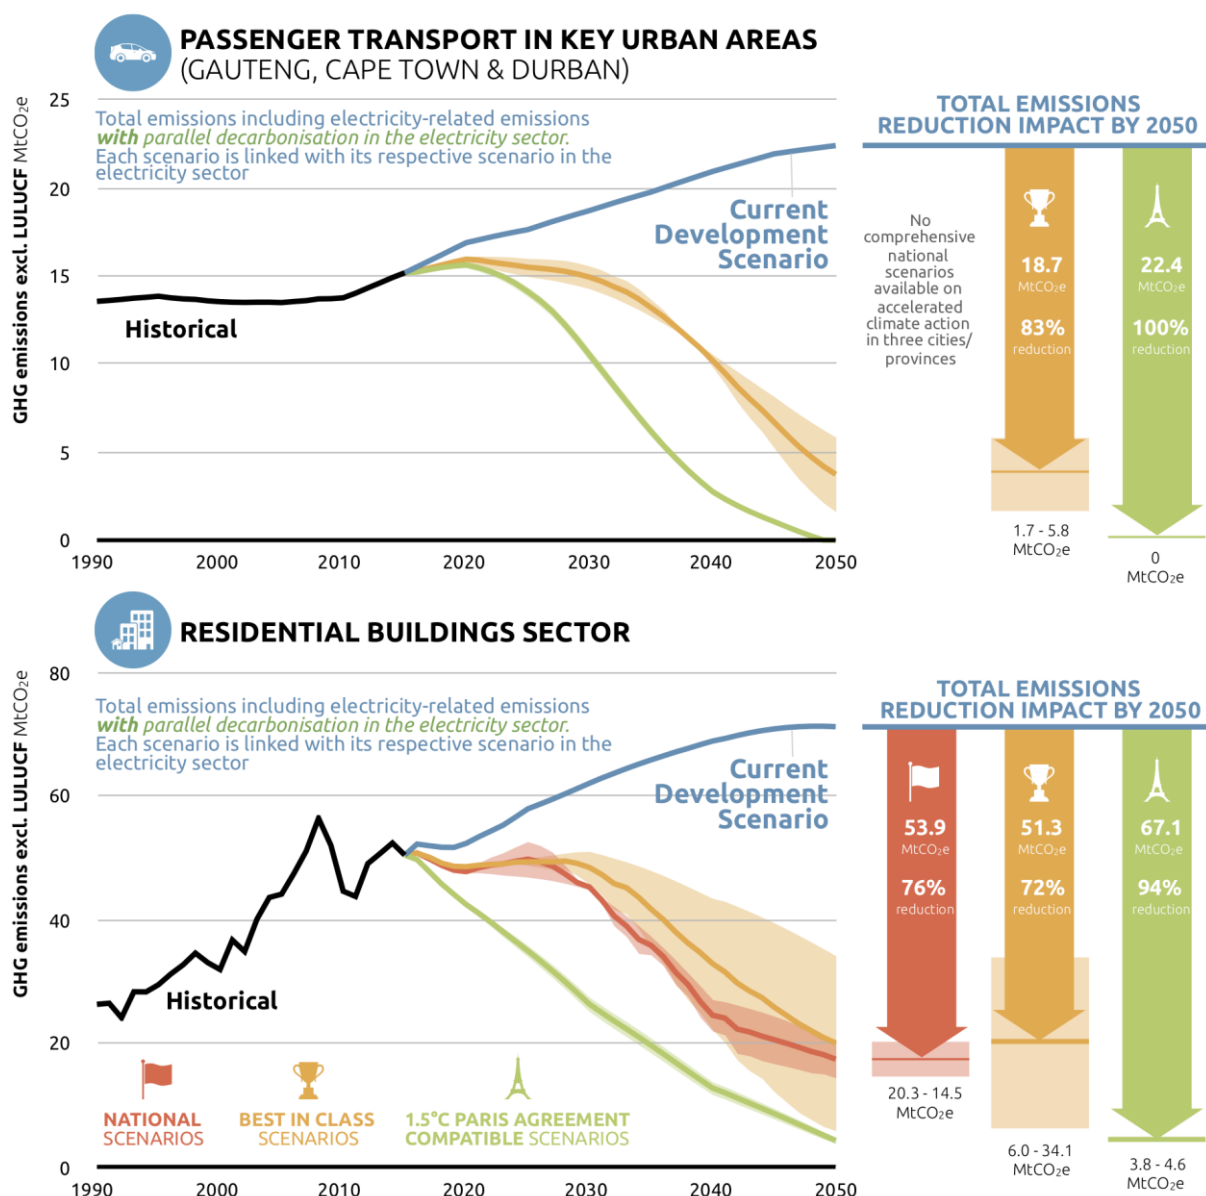 PASSENGER TRANSPORT IN KEY URBAN AREAS
(GAUTENG, CAPE TOWN & DURBAN)
GHG emissions excl. LULUCF MtCO₂e
25
20
15
10
5
0
Total emissions including electricity-related emissions
with parallel decarbonisation in the electricity sector.
Each scenario is linked with its respective scenario in the
electricity sector
Current
Development
Scenario
Historical
1990
2000
2010
2020
2030
2040
2050
TOTAL EMISSIONS
REDUCTION IMPACT BY 2050
No
comprehensive
national
scenarios
available on
accelerated
climate action
in three cities/
provinces
18.7
MtCO₂e
83%
reduction
1.7 - 5.8
MtCO₂e
22.4
MtCO₂e
100%
reduction
0
MtCO₂e
RESIDENTIAL BUILDINGS SECTOR
GHG emissions excl. LULUCF MtCO₂e
80
60
40
20
0
Total emissions including electricity-related emissions
with parallel decarbonisation in the electricity sector.
Each scenario is linked with its respective scenario in the
electricity sector
Current
Development
Scenario
Historical
NATIONAL
SCENARIOS
BEST IN CLASS
SCENARIOS
1.5°C PARIS AGREEMENT
COMPATIBLE SCENARIOS
1990
2000
2010
2020
2030
2040
2050
TOTAL EMISSIONS
REDUCTION IMPACT BY 2050
53.9
MtCO₂e
76%
reduction
20.3 - 14.5
MtCO₂e
51.3
MtCO₂e
72%
reduction
6.0 - 34.1
MtCO₂e
67.1
MtCO₂e
94%
reduction
3.8 - 4.6
MtCO₂e